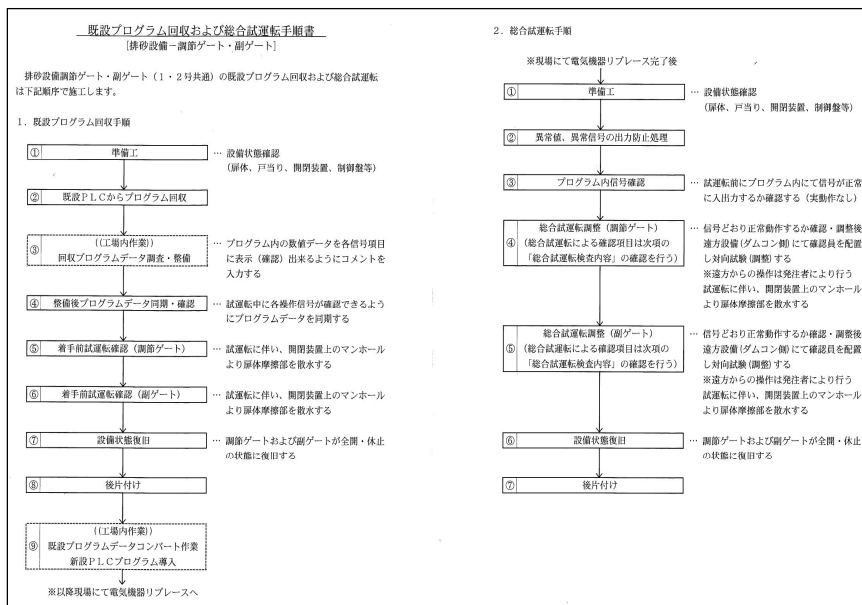 既設プログラム回収および総合試運転手順書
[排砂設備－調節ゲート・副ゲート]
排砂設備調節ゲート・副ゲート（1・2号共通）の既設プログラム回収および総合試運転
は下記順序で施工します。
1．既設プログラム回収手順
① 準備工 … 設備状態確認
（扉体、戸当り、開閉装置、制御盤等）
② 既設ＰＬＣからプログラム回収
((工場内作業))
③ 回収プログラムデータ調査・整備 … プログラム内の数値データを各信号項目
に表示（確認）出来るようにコメントを
入力する
④ 整備後プログラムデータ同期・確認 … 試運転中に各操作信号が確認できるよう
にプログラムデータを同期する
⑤ 着手前試運転確認（調節ゲート） … 試運転に伴い、開閉装置上のマンホール
より扉体摩擦部を散水する
⑥ 着手前試運転確認（副ゲート） … 試運転に伴い、開閉装置上のマンホール
より扉体摩擦部を散水する
⑦ 設備状態復旧 … 調節ゲートおよび副ゲートが全開・休止
の状態に復旧する
⑧ 後片付け
((工場内作業))
⑨ 既設プログラムデータコンバート作業
新設ＰＬＣプログラム導入
※以降現場にて電気機器リプレースへ
2．総合試運転手順
※現場にて電気機器リプレース完了後
① 準備工 … 設備状態確認
（扉体、戸当り、開閉装置、制御盤等）
② 異常値、異常信号の出力防止処理
③ プログラム内信号確認 … 試運転前にプログラム内にて信号が正常
に入出力するか確認する（実動作なし）
④ 総合試運転調整（調節ゲート）
（総合試運転による確認項目は次項の
「総合試運転検査内容」の確認を行う）
… 信号どおり正常動作するか確認・調整後
遠方設備(ダムコン側)にて確認員を配置
し対向試験(調整)する
※遠方からの操作は発注者により行う
試運転に伴い、開閉装置上のマンホール
より扉体摩擦部を散水する
⑤ 総合試運転調整（副ゲート）
（総合試運転による確認項目は次項の
「総合試運転検査内容」の確認を行う）
… 信号どおり正常動作するか確認・調整後
遠方設備(ダムコン側)にて確認員を配置
し対向試験(調整)する
※遠方からの操作は発注者により行う
試運転に伴い、開閉装置上のマンホール
より扉体摩擦部を散水する
⑥ 設備状態復旧 … 調節ゲートおよび副ゲートが全開・休止
の状態に復旧する
⑦ 後片付け